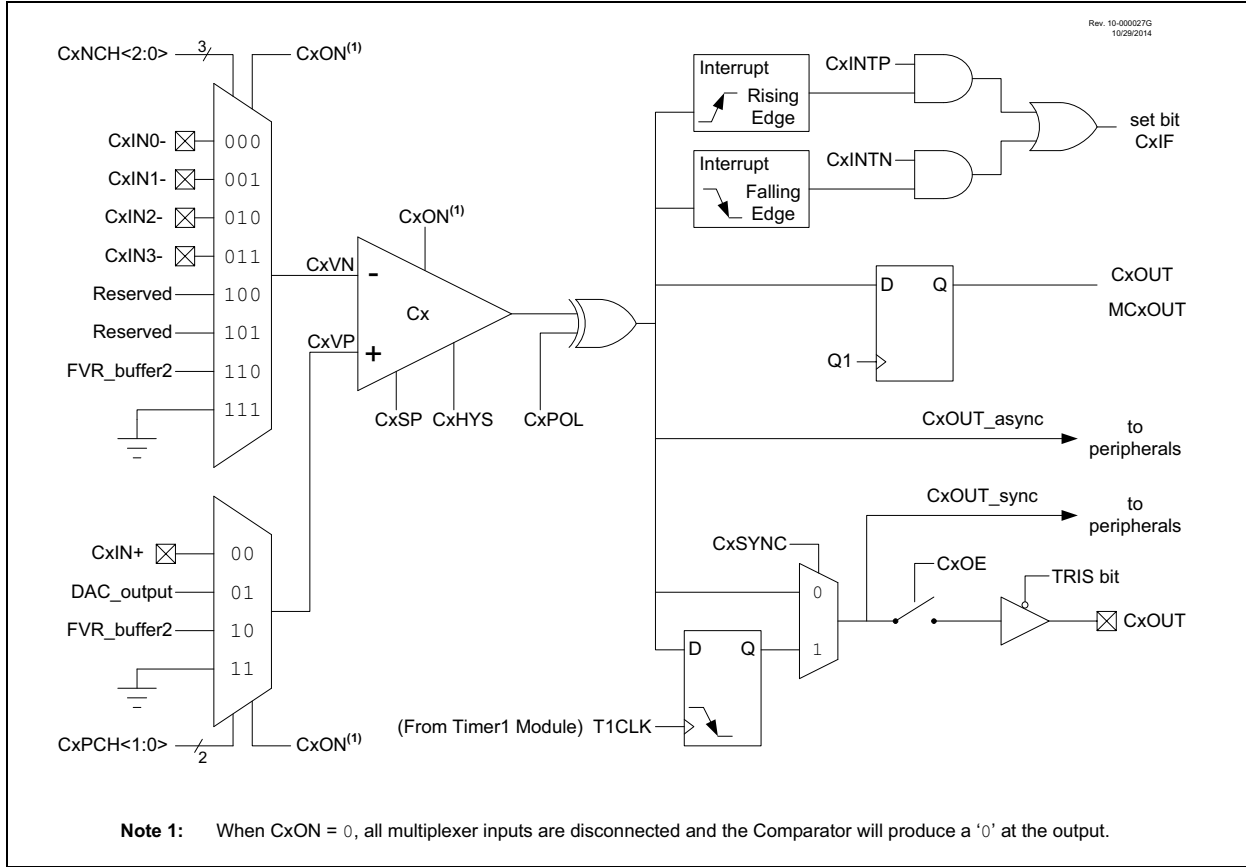 Rev. 10-000027G
10/29/2014
CxNCH<2:0>
3
CxON(1)
CxIN0-
000
CxIN1-
001
CxIN2-
010
CxIN3-
011
Reserved
100
Reserved
101
FVR_buffer2
110
111
CxVN
CxVP
CxON(1)
-
Cx
+
CxSP
CxHYS
CxPOL
CxIN+
00
DAC_output
01
FVR_buffer2
10
11
CxPCH<1:0>
2
CxON(1)
Interrupt
Rising
Edge
CxINTP
Interrupt
Falling
Edge
CxINTN
set bit
CxIF
D
Q
Q1
CxOUT
MCxOUT
CxOUT_async
to
peripherals
CxOUT_sync
to
peripherals
CxSYNC
0
1
CxOE
TRIS bit
CxOUT
D
Q
(From Timer1 Module) T1CLK
Note 1: When CxON = 0, all multiplexer inputs are disconnected and the Comparator will produce a ‘0’ at the output.